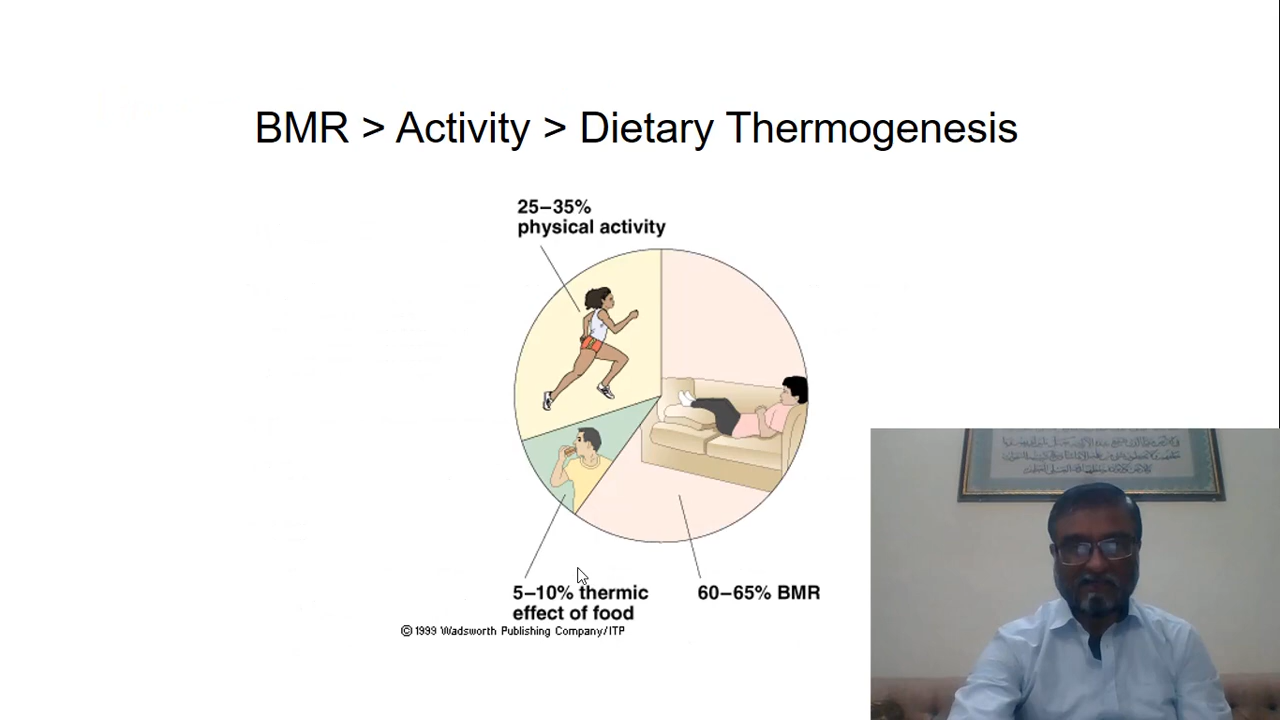 BMR > Activity > Dietary Thermogenesis
25–35%
physical activity
5–10% thermic
effect of food
60–65% BMR
©1999 Wadsworth Publishing Company/ITP